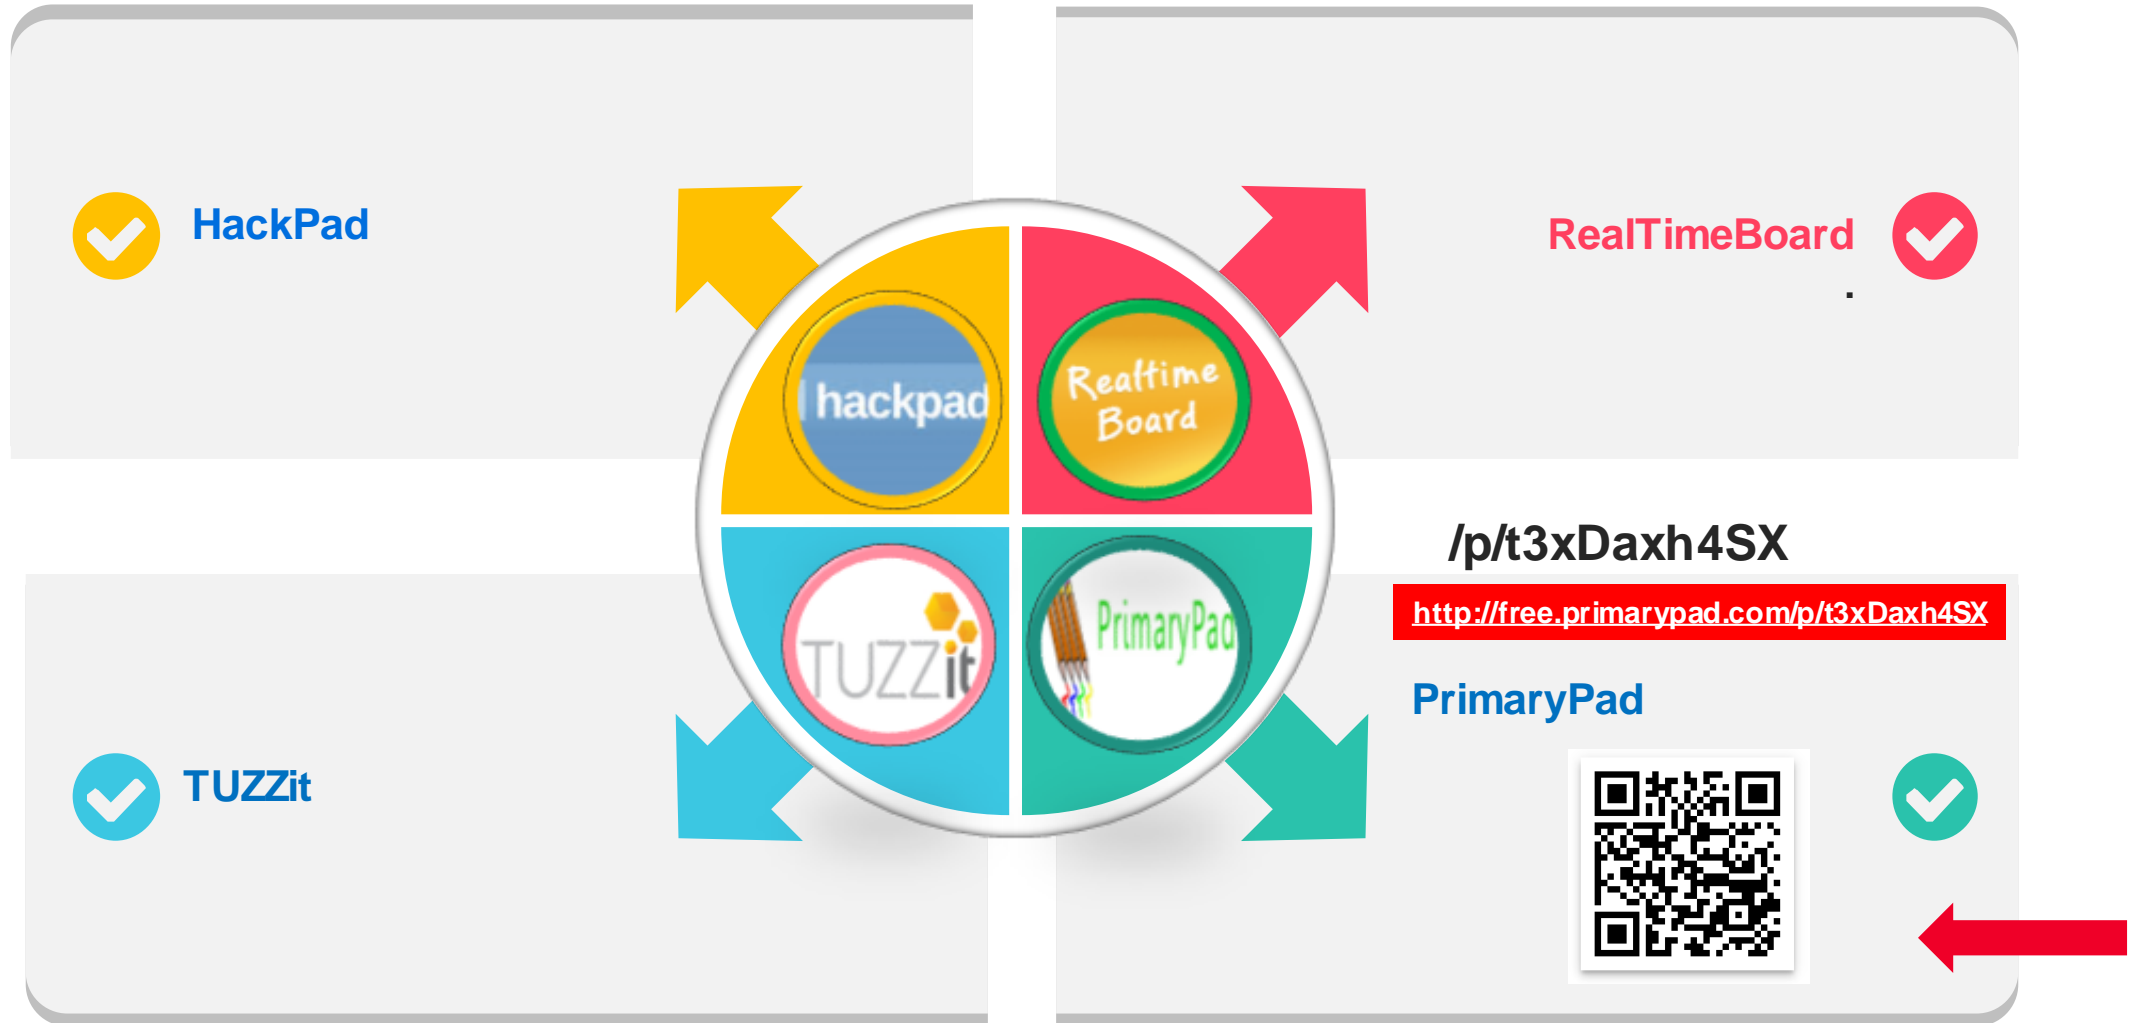 HackPad
RealTimeBoard
.
hackpad
Realtime
Board
/p/t3xDaxh4SX
http://free.primarypad.com/p/t3xDaxh4SX
TUZZit
PrimaryPad
PrimaryPad
TUZZit